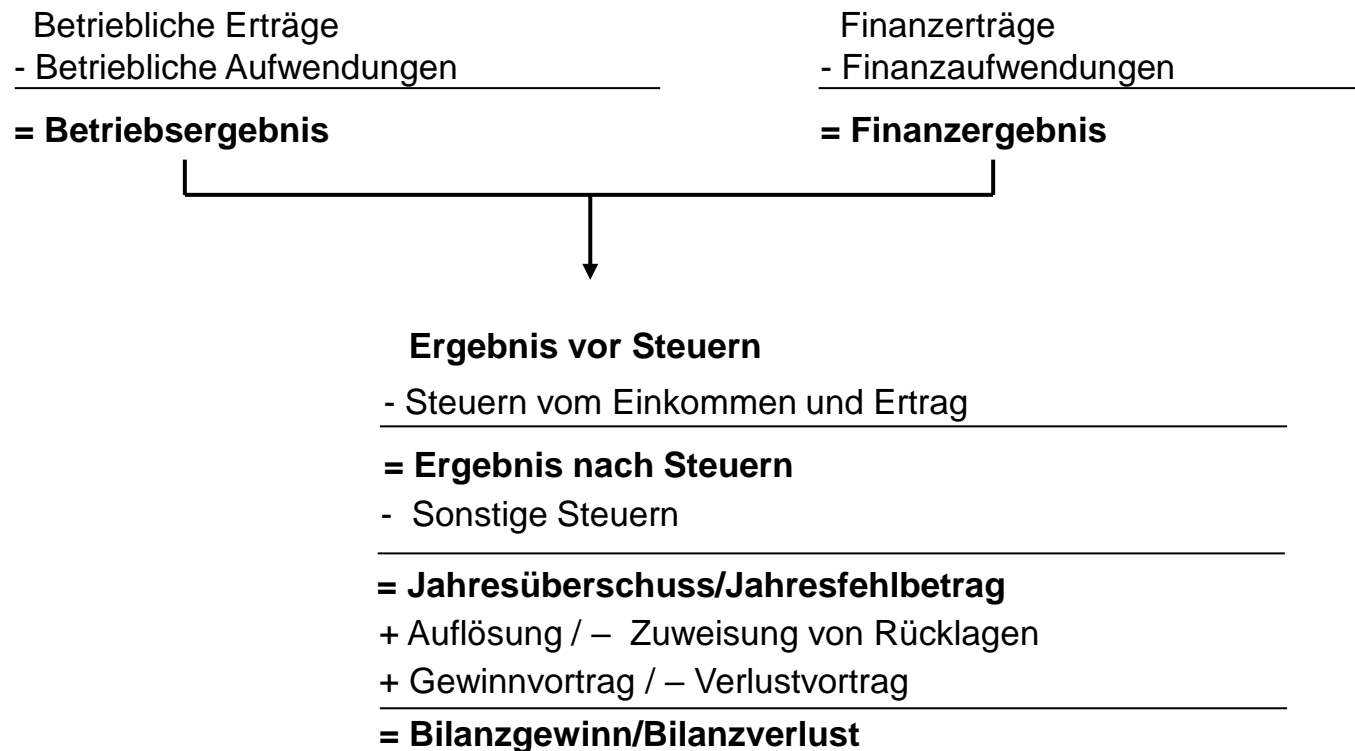 Betriebliche Erträge
- Betriebliche Aufwendungen
= Betriebsergebnis
Finanzerträge
- Finanzaufwendungen
= Finanzergebnis
Ergebnis vor Steuern
- Steuern vom Einkommen und Ertrag
= Ergebnis nach Steuern
- Sonstige Steuern
= Jahresüberschuss/Jahresfehlbetrag
+ Auflösung / – Zuweisung von Rücklagen
+ Gewinnvortrag / – Verlustvortrag
= Bilanzgewinn/Bilanzverlust